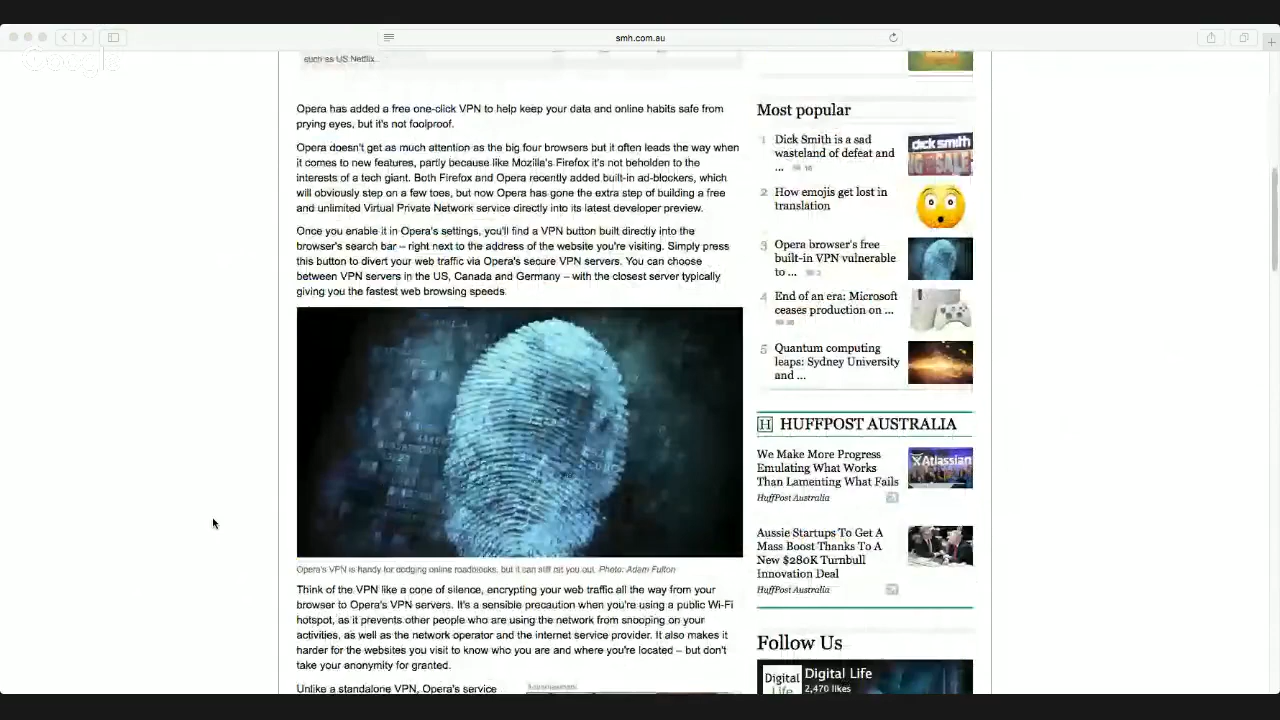 smh.com.au
Google
such as US Netflix.
Opera has added a free one-click VPN to help keep your data and online habits safe from
prying eyes, but it's not foolproof.
Opera doesn't get as much attention as the big four browsers but it often leads the way when
it comes to new features, partly because like Mozilla's Firefox it's not beholden to the
interests of a tech giant. Both Firefox and Opera recently added built-in ad-blockers, which
will obviously step on a few toes, but now Opera has gone the extra step of building a free
and unlimited Virtual Private Network service directly into its latest developer preview.
Once you enable it in Opera's settings, you'll find a VPN button built directly into the
browser's search bar – right next to the address of the website you're visiting. Simply press
this button to divert your web traffic via Opera's secure VPN servers. You can choose
between VPN servers in the US, Canada and Germany – with the closest server typically
giving you the fastest web browsing speeds.
Opera's VPN is handy for dodging online roadblocks, but it can still rat you out. Photo: Adam Fulton
Think of the VPN like a cone of silence, encrypting your web traffic all the way from your
browser to Opera's VPN servers. It's a sensible precaution when you're using a public Wi-Fi
hotspot, as it prevents other people who are using the network from snooping on your
activities, as well as the network operator and the internet service provider. It also makes it
harder for the websites you visit to know who you are and where you're located – but don't
take your anonymity for granted.
Unlike a standalone VPN, Opera's service
Advertisement
Most popular
1 Dick Smith is a sad
wasteland of defeat and
... 16
dick smith
2 How emojis get lost in
translation
3 Opera browser's free
built-in VPN vulnerable
to ... 3
4 End of an era: Microsoft
ceases production on ...
5 Quantum computing
leaps: Sydney University
and ...
H HUFFPOST AUSTRALIA
We Make More Progress
Emulating What Works
Than Lamenting What Fails
HuffPost Australia
Atlassian
Aussie Startups To Get A
Mass Boost Thanks To A
New $280K Turnbull
Innovation Deal
HuffPost Australia
Follow Us
Digital
Life
Digital Life
2,470 likes